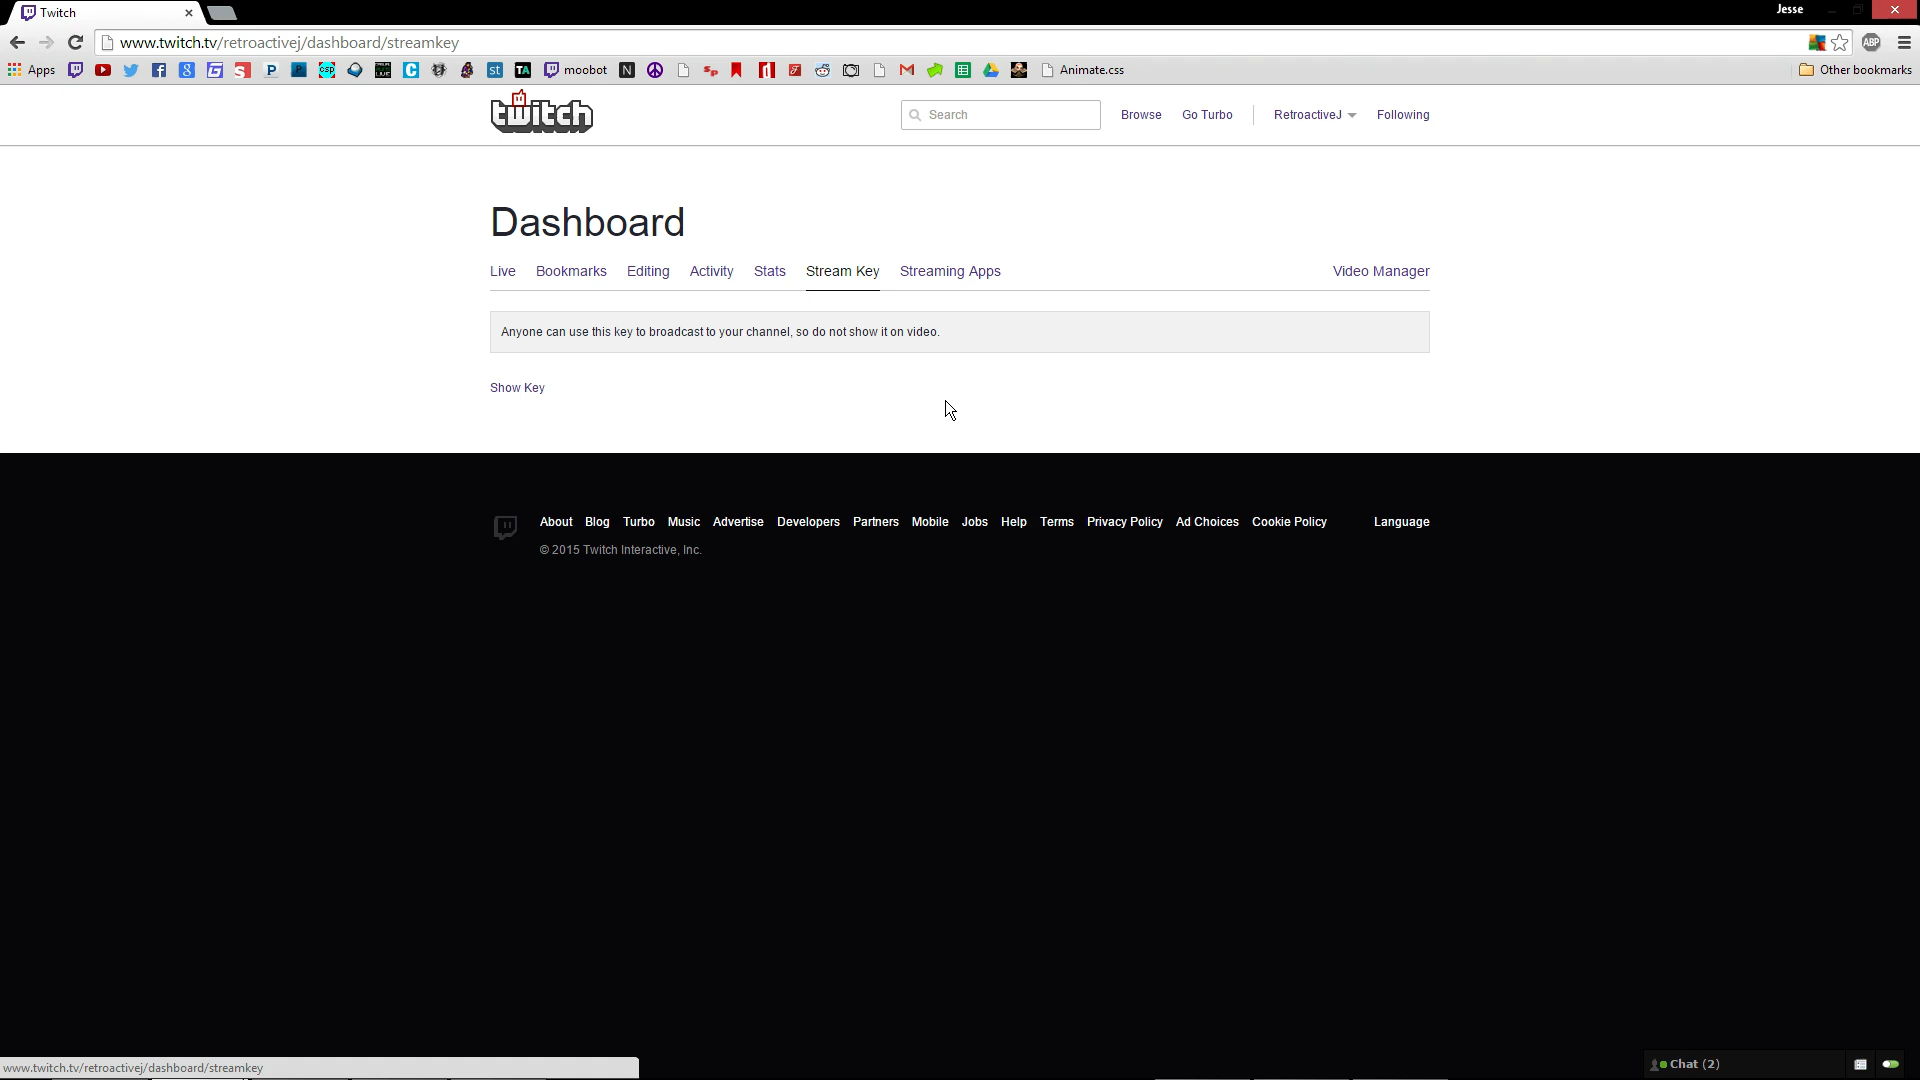 Twitch
Jesse
www.twitch.tv/retroactivej/dashboard/streamkey
ABP
Apps
moobot
Animate.css
Other bookmarks
twitch
Search
Browse
Go Turbo
RetroactiveJ
Following
Dashboard
Live Bookmarks Editing Activity Stats Stream Key Streaming Apps Video Manager
Anyone can use this key to broadcast to your channel, so do not show it on video.
Show Key
About Blog Turbo Music Advertise Developers Partners Mobile Jobs Help Terms Privacy Policy Ad Choices Cookie Policy Language
© 2015 Twitch Interactive, Inc.
www.twitch.tv/retroactivej/dashboard/streamkey
Chat (2)